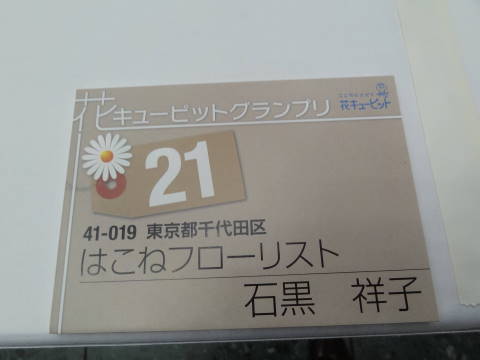 花キューピットグランプリ
花キューピット
21
41-019 東京都千代田区
はこねフローリスト
石黒 祥子